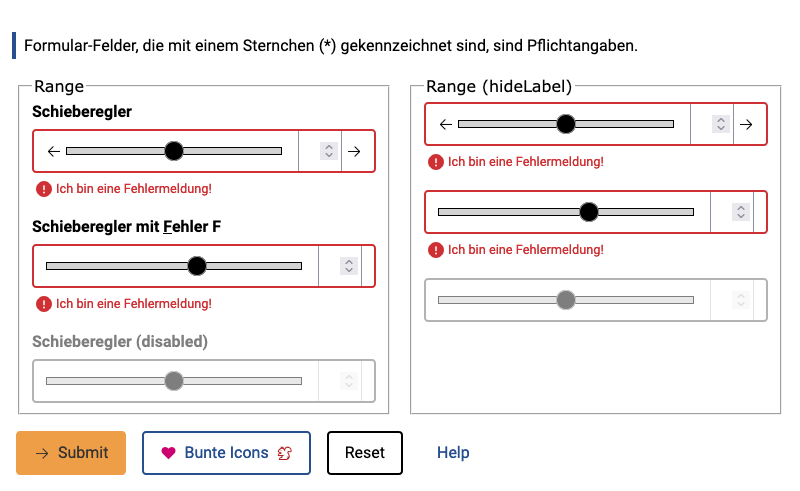 Formular-Felder, die mit einem Sternchen (*) gekennzeichnet sind, sind Pflichtangaben.
Range
Schieberegler
Ich bin eine Fehlermeldung!
Schieberegler mit Fehler F
Ich bin eine Fehlermeldung!
Schieberegler (disabled)
Range (hideLabel)
Ich bin eine Fehlermeldung!
Ich bin eine Fehlermeldung!
Submit
Bunte Icons
Reset
Help